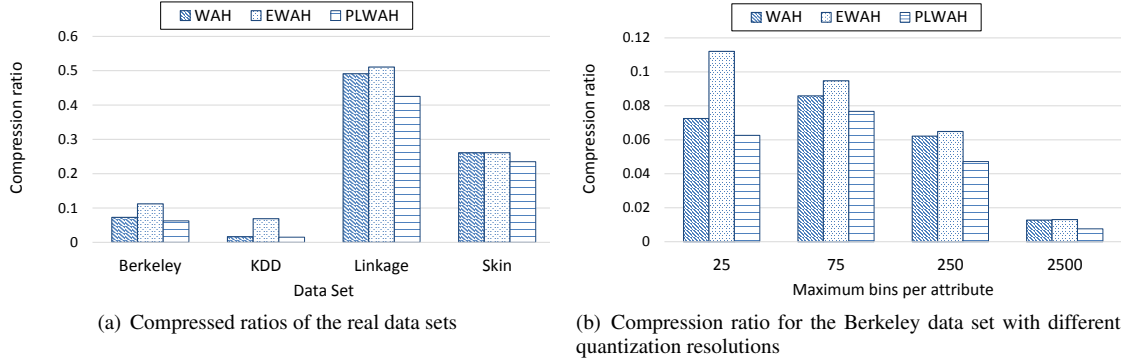 WAH EWAH PLWAH
Compression ratio
0.6
0.5
0.4
0.3
0.2
0.1
0
Berkeley KDD Linkage Skin
Data Set
(a) Compressed ratios of the real data sets
WAH EWAH PLWAH
Compression ratio
0.12
0.1
0.08
0.06
0.04
0.02
0
25 75 250 2500
Maximum bins per attribute
(b) Compression ratio for the Berkeley data set with different
quantization resolutions